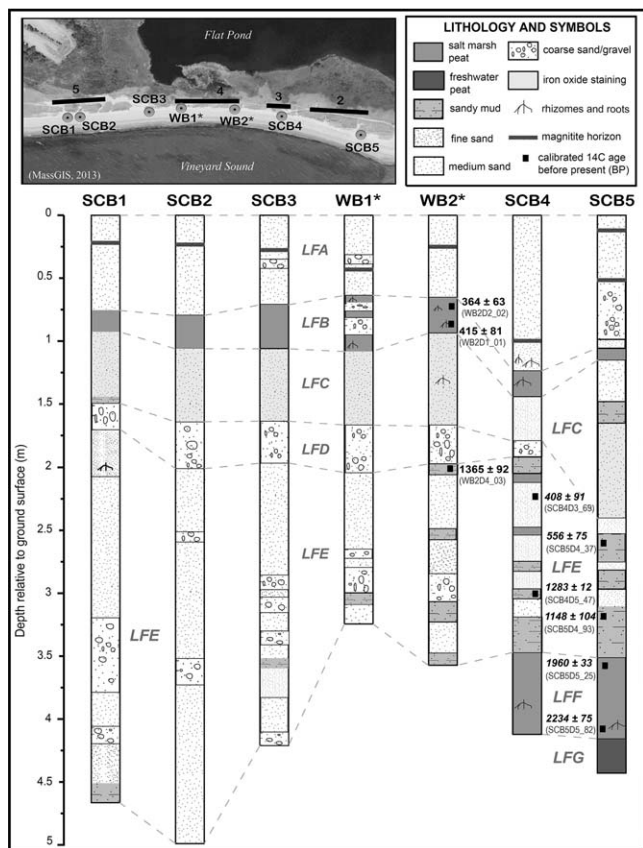 Flat Pond
5
SCB3
4
3
2
SCB1
SCB2
WB1*
WB2*
SCB4
SCB5
Vineyard Sound
(MassGIS, 2013)
LITHOLOGY AND SYMBOLS
salt marsh
peat
coarse sand/gravel
freshwater
peat
iron oxide staining
sandy mud
rhizomes and roots
fine sand
magnitite horizon
medium sand
calibrated 14C age
before present (BP)
SCB1 SCB2 SCB3 WB1* WB2* SCB4 SCB5
Depth relative to ground surface (m)
0
0.5
1
1.5
2
2.5
3
3.5
4
4.5
5
LFA
LFB
LFC
LFD
LFE
LFE
364 ± 63
(WB2D2_02)
415 ± 81
(WB2D1_01)
1365 ± 92
(WB2D4_03)
LFC
408 ± 91
(SCB4D3_69)
556 ± 75
(SCB5D4_37)
LFE
1283 ± 12
(SCB4D5_47)
1148 ± 104
(SCB5D4_93)
1960 ± 33
(SCB5D5_25)
LFF
2234 ± 75
(SCB5D5_82)
LFG